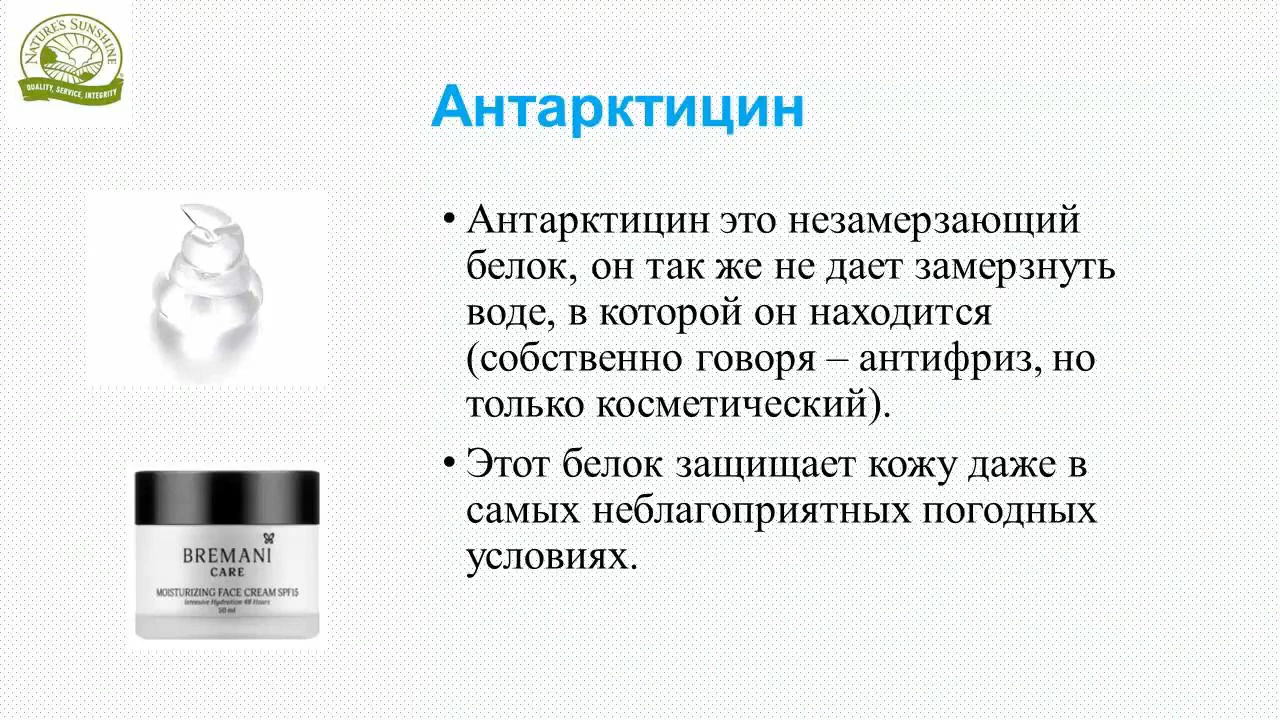 NATURE'S SUNSHINE
QUALITY, SERVICE, INTEGRITY
Антарктицин
• Антарктицин это незамерзающий
белок, он так же не дает замерзнуть
воде, в которой он находится
(собственно говоря – антифриз, но
только косметический).
• Этот белок защищает кожу даже в
самых неблагоприятных погодных
условиях.
BREMANI
CARE
MOISTURIZING FACE CREAM SPF15
Intensive Hydration 48 Hours
50 ml